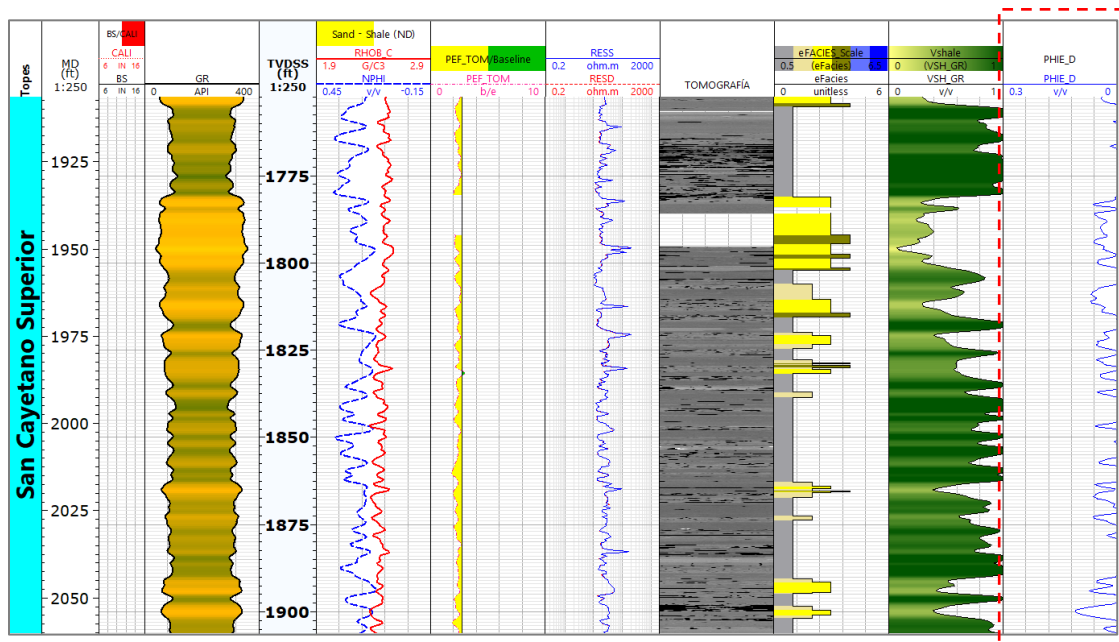 Topes
MD
(ft)
1:250
BS/CALI
CALI
6 IN 16
BS
6 IN 16
GR
0 API 400
TVDSS
(ft)
1:250
Sand - Shale (ND)
RHOB_C
1.9 G/C3 2.9
NPHI
0.45 v/v -0.15
PEF_TOM/Baseline
PEF_TOM
0 b/e 10
RESS
0.2 ohm.m 2000
RESD
0.2 ohm.m 2000
TOMOGRAFÍA
eFACIES_Scale
0.5 (eFacies) 6.5
eFacies
0 unitless 6
Vshale
0 (VSH_GR)
VSH_GR
0 v/v 1
PHIE_D
PHIE_D
0.3 v/v 0
San Cayetano Superior
1925
1950
1975
2000
2025
2050
1775
1800
1825
1850
1875
1900